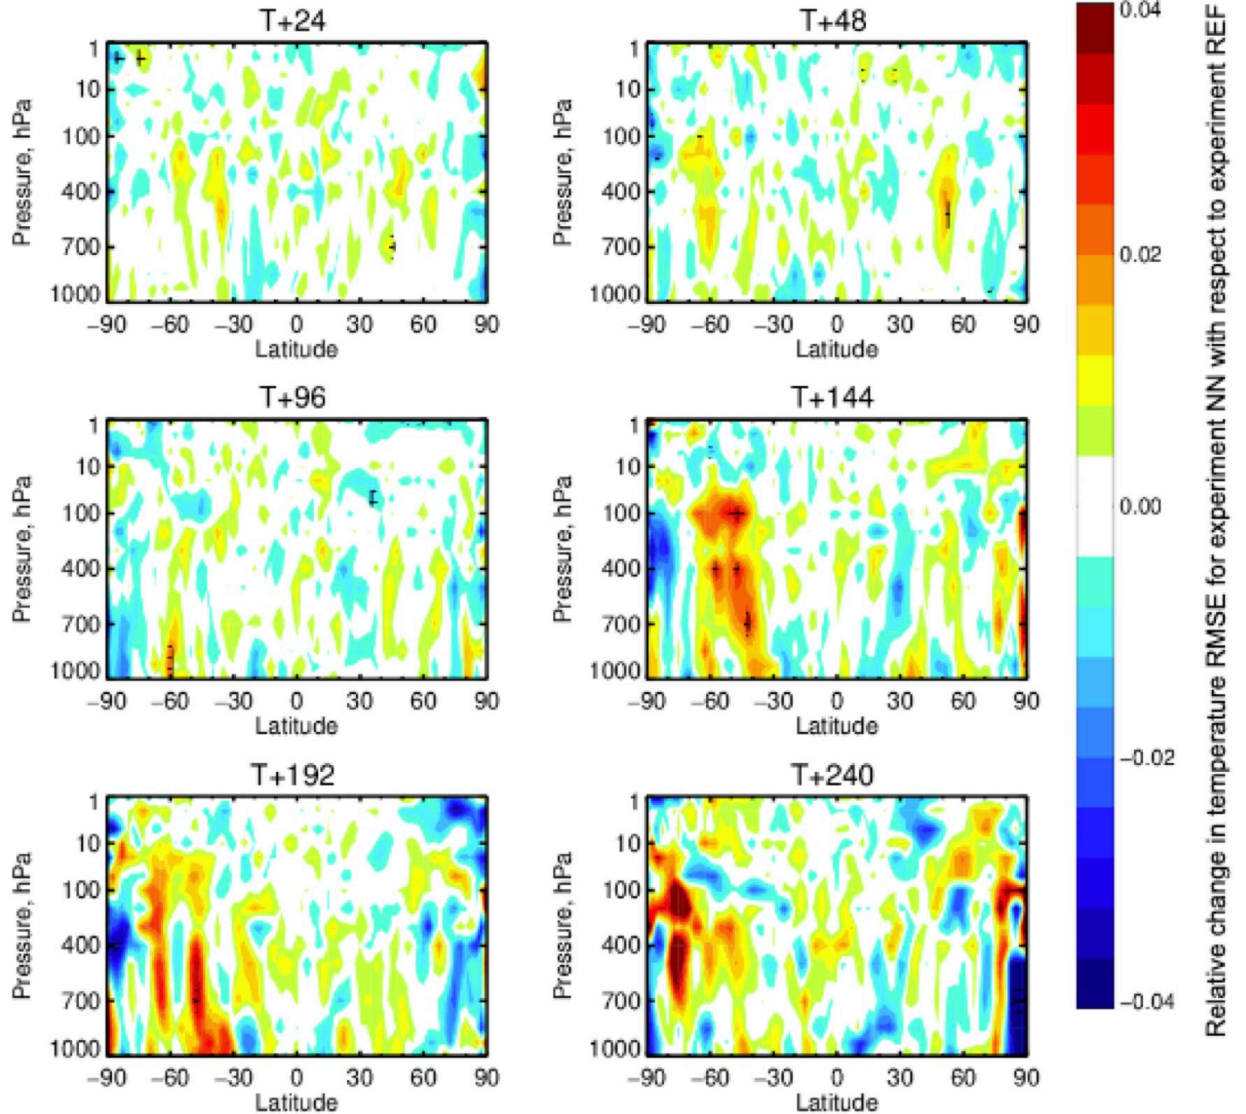 T+24
T+48
1
10
100
400
700
1000
Pressure, hPa
−90 −60 −30 0 30 60 90
Latitude
1
10
100
400
700
1000
Pressure, hPa
−90 −60 −30 0 30 60 90
Latitude
T+96
T+144
1
10
100
400
700
1000
Pressure, hPa
−90 −60 −30 0 30 60 90
Latitude
1
10
100
400
700
1000
Pressure, hPa
−90 −60 −30 0 30 60 90
Latitude
T+192
T+240
1
10
100
400
700
1000
Pressure, hPa
−90 −60 −30 0 30 60 90
Latitude
1
10
100
400
700
1000
Pressure, hPa
−90 −60 −30 0 30 60 90
Latitude
0.04
0.02
0.00
−0.02
−0.04
Relative change in temperature RMSE for experiment NN with respect to experiment REF